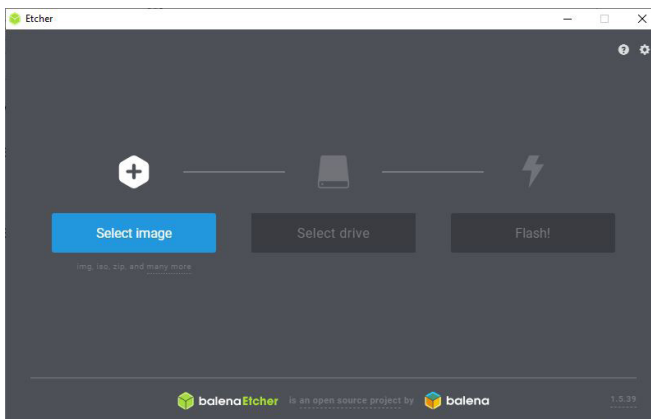 Etcher
Select image
Select drive
Flash!
img, iso, zip, and many more
balenaEtcher is an open source project by balena
1.5.39